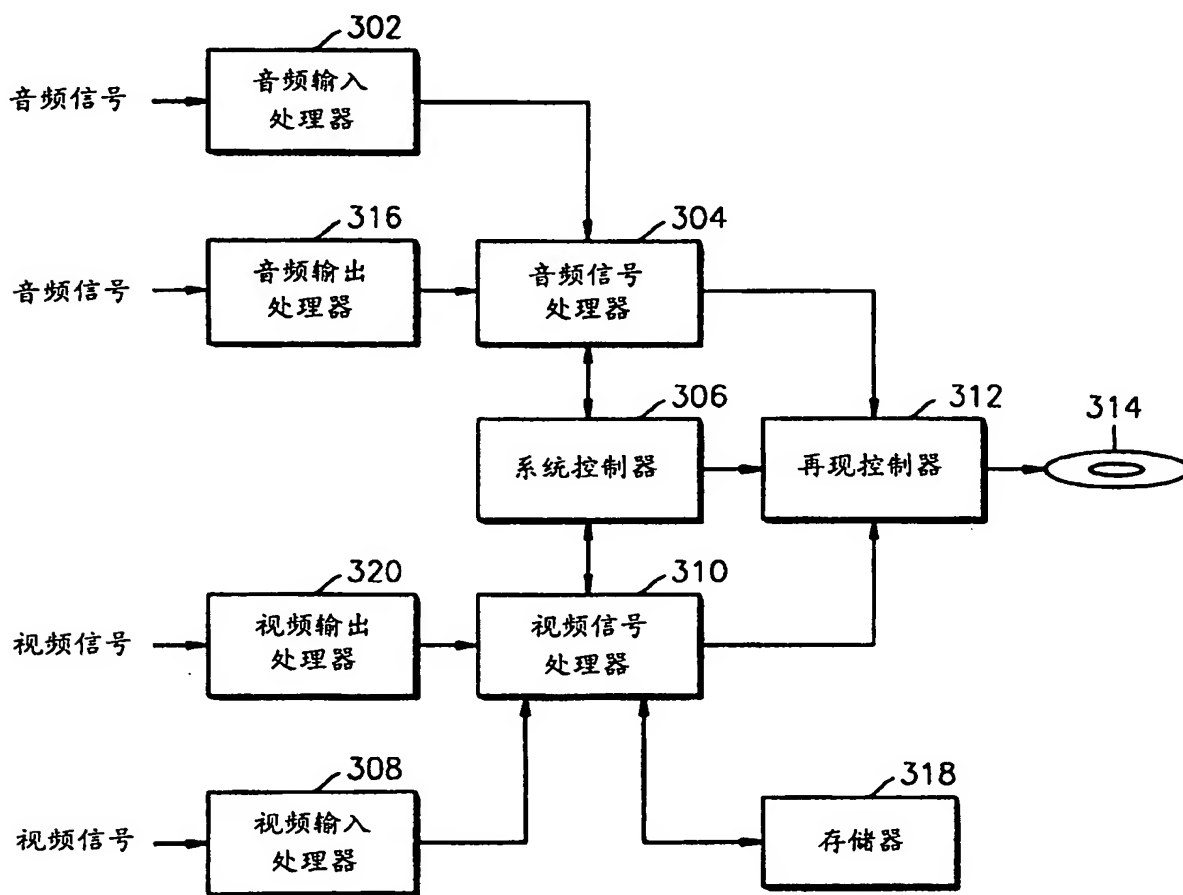 302
音频信号
音频输入
处理器
316
304
音频信号
音频输出
处理器
音频信号
处理器
306
312
314
系统控制器
再现控制器
320
310
视频信号
视频输出
处理器
视频信号
处理器
308
318
视频信号
视频输入
处理器
存储器